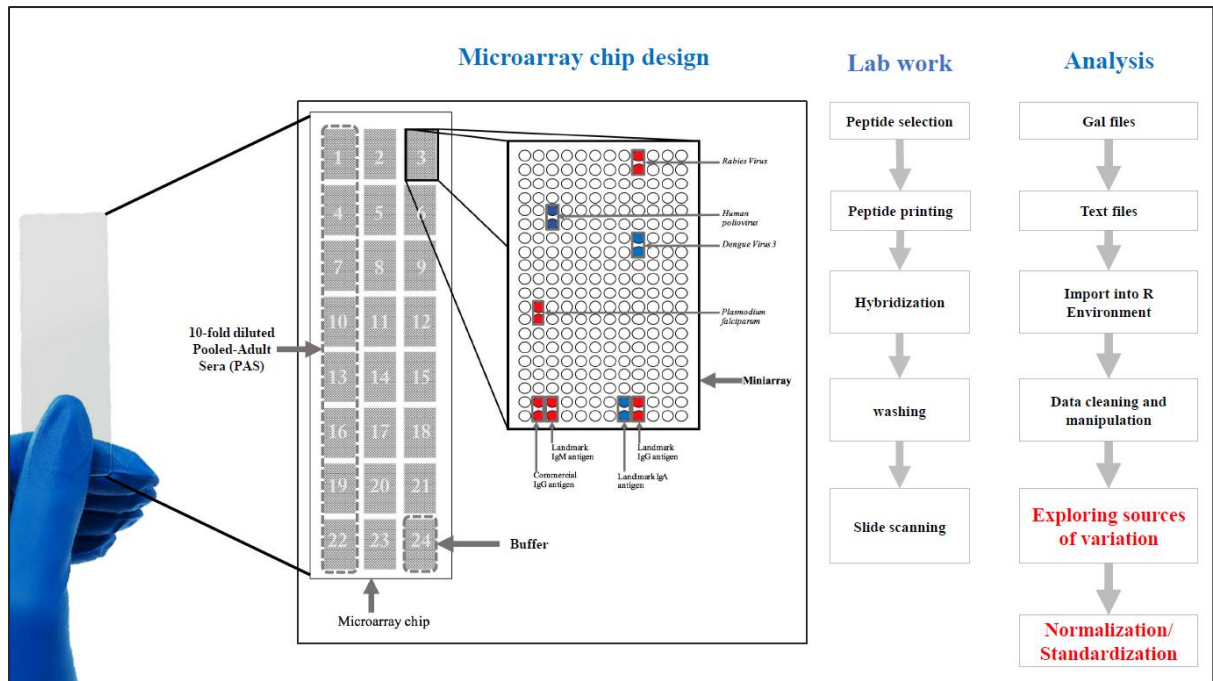 Microarray chip design
Lab work
Analysis
1
2
3
4
5
6
7
8
9
10
11
12
13
14
15
16
17
18
19
20
21
22
23
24
10-fold diluted
Pooled-Adult
Sera (PAS)
Buffer
Microarray chip
Rabies Virus
Human
poliovirus
Dengue Virus 3
Plasmodium
falciparum
Miniarray
Landmark
IgM antigen
Landmark
IgG antigen
Commercial
IgG antigen
Landmark IgA
antigen
Peptide selection
Peptide printing
Hybridization
washing
Slide scanning
Gal files
Text files
Import into R
Environment
Data cleaning and
manipulation
Exploring sources
of variation
Normalization/
Standardization